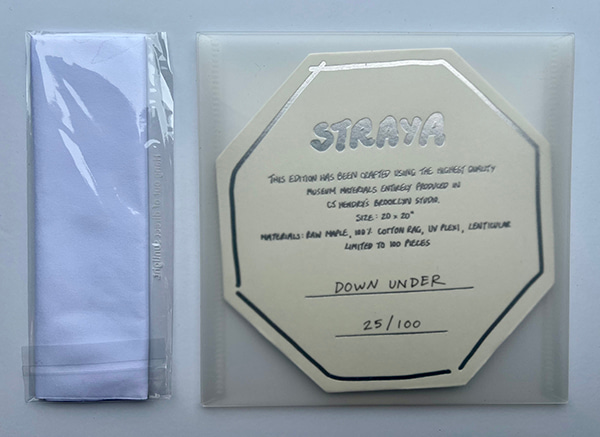 STRAYA
THIS EDITION HAS BEEN CRAFTED USING THE HIGHEST QUALITY
MUSEUM MATERIALS ENTIRELY PRODUCED IN
CJ HENDRY'S BROOKLYN STUDIO.
SIZE: 20 x 20"
MATERIALS: RAW MAPLE, 100% COTTON RAG, UV PLEXI, LENTICULAR
LIMITED TO 100 PIECES
DOWN UNDER
25/100